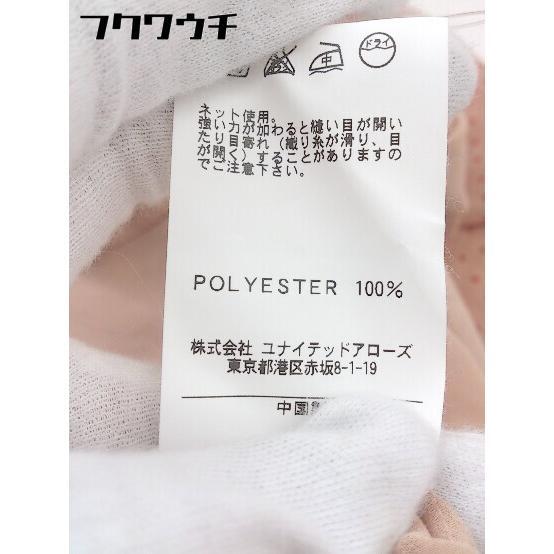 フクワウチ
ドライ
中
ネット使用。
強い力が加わると縫い目が開い
たり目寄れ（織り糸が滑り、目
が開く）することがありますの
でご注意下さい。
POLYESTER 100%
株式会社 ユナイテッドアローズ
東京都港区赤坂8-1-19
中国